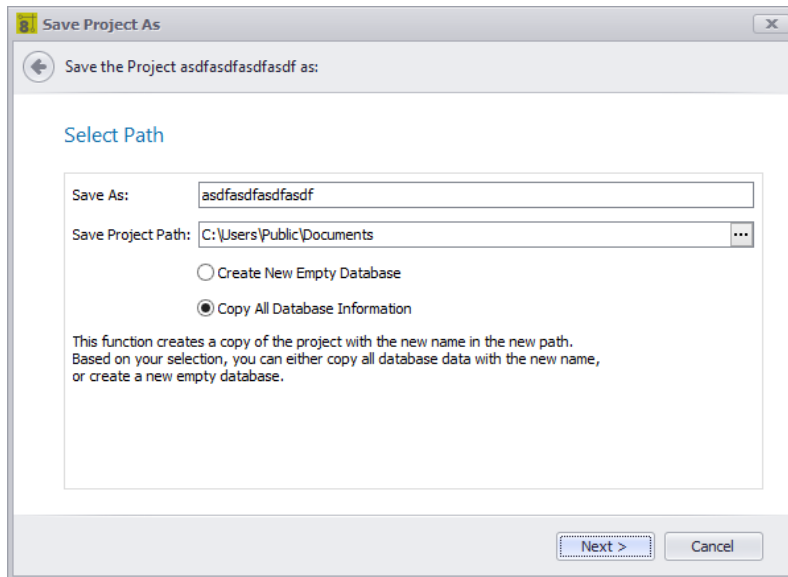 8 Save Project As
Save the Project asdfasdfasdfasdf as:
Select Path
Save As: asdfasdfasdfasdf
Save Project Path: C:\Users\Public\Documents ...
Create New Empty Database
Copy All Database Information
This function creates a copy of the project with the new name in the new path.
Based on your selection, you can either copy all database data with the new name,
or create a new empty database.
Next > Cancel